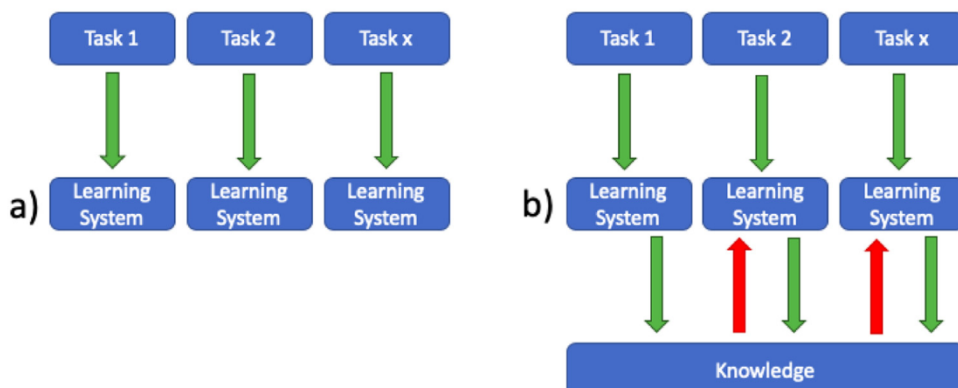 Task 1
Task 2
Task x
Task 1
Task 2
Task x
a)
Learning
System
Learning
System
Learning
System
b)
Learning
System
Learning
System
Learning
System
Knowledge